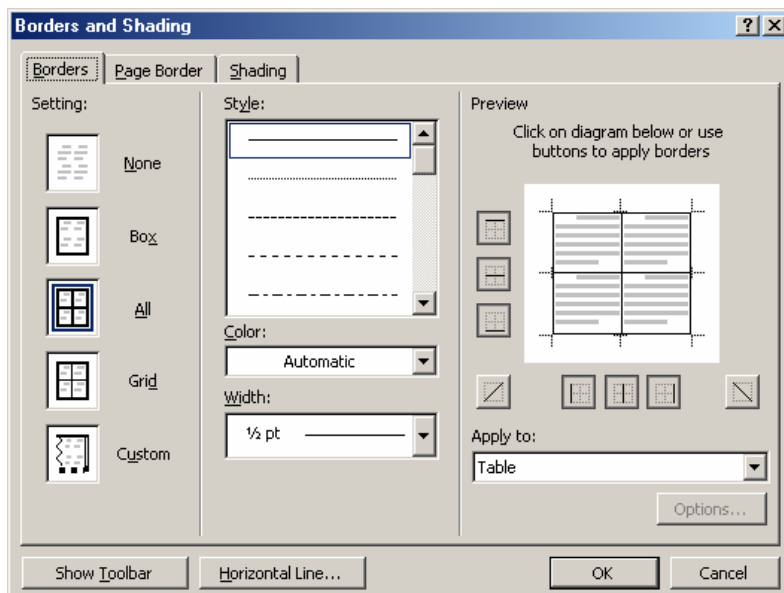 Borders and Shading
Borders
Page Border
Shading
Setting:
None
Box
All
Grid
Custom
Style:
Color:
Automatic
Width:
½ pt
Preview
Click on diagram below or use
buttons to apply borders
Apply to:
Table
Options...
Show Toolbar
Horizontal Line...
OK
Cancel